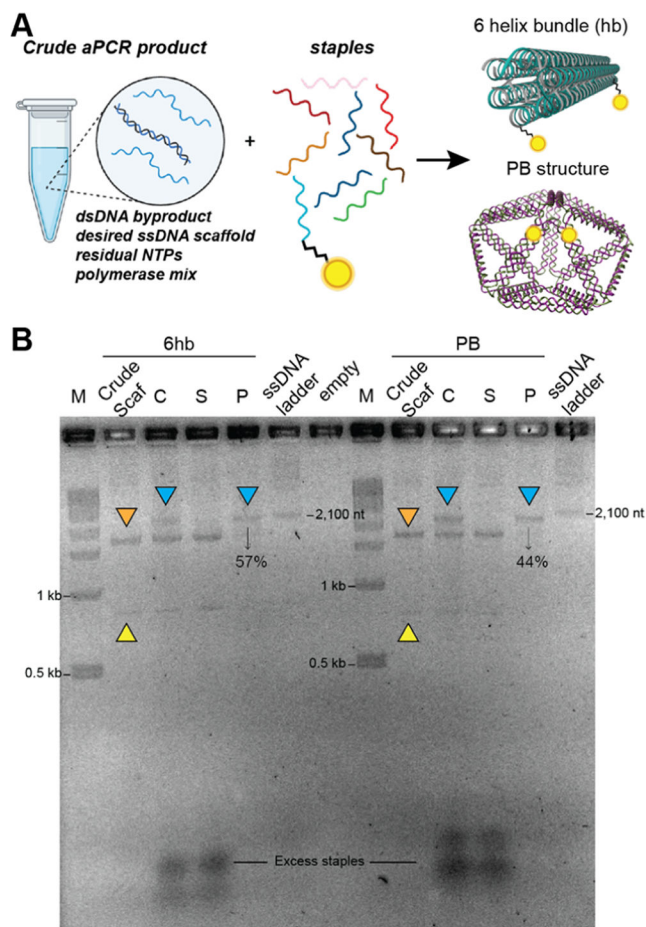 A
Crude aPCR product
staples
6 helix bundle (hb)
+
PB structure
dsDNA byproduct
desired ssDNA scaffold
residual NTPs
polymerase mix
B
6hb
PB
M
Crude
Scaf
C
S
P
ssDNA
ladder
empty
M
Crude
Scaf
C
S
P
ssDNA
ladder
–2,100 nt
–2,100 nt
57%
44%
1 kb–
1 kb–
0.5 kb–
0.5 kb–
Excess staples